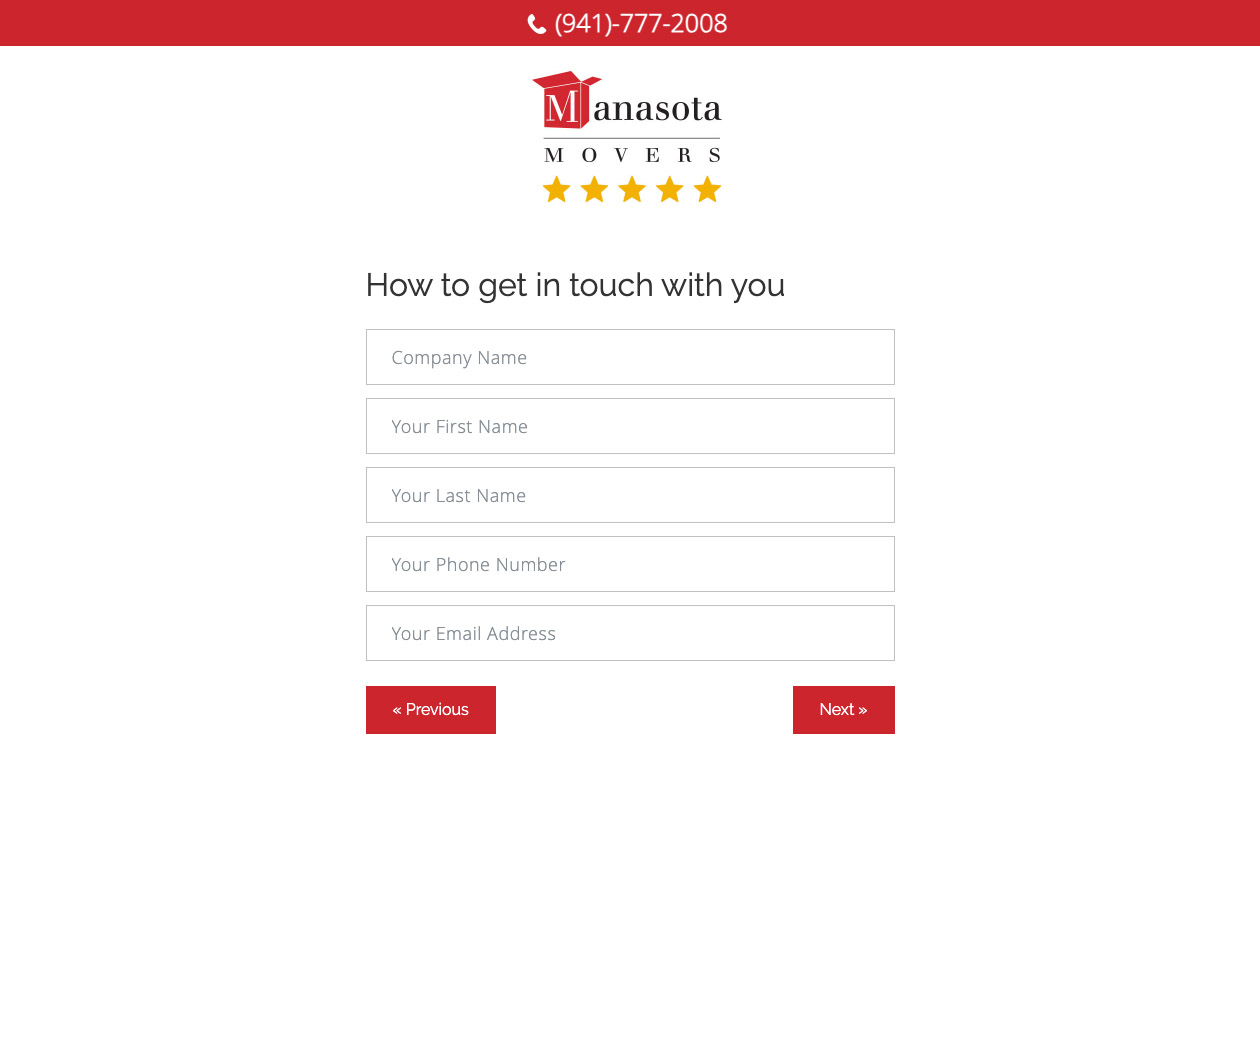 (941)-777-2008
Manasota
MOVERS
How to get in touch with you
Company Name
Your First Name
Your Last Name
Your Phone Number
Your Email Address
« Previous
Next »